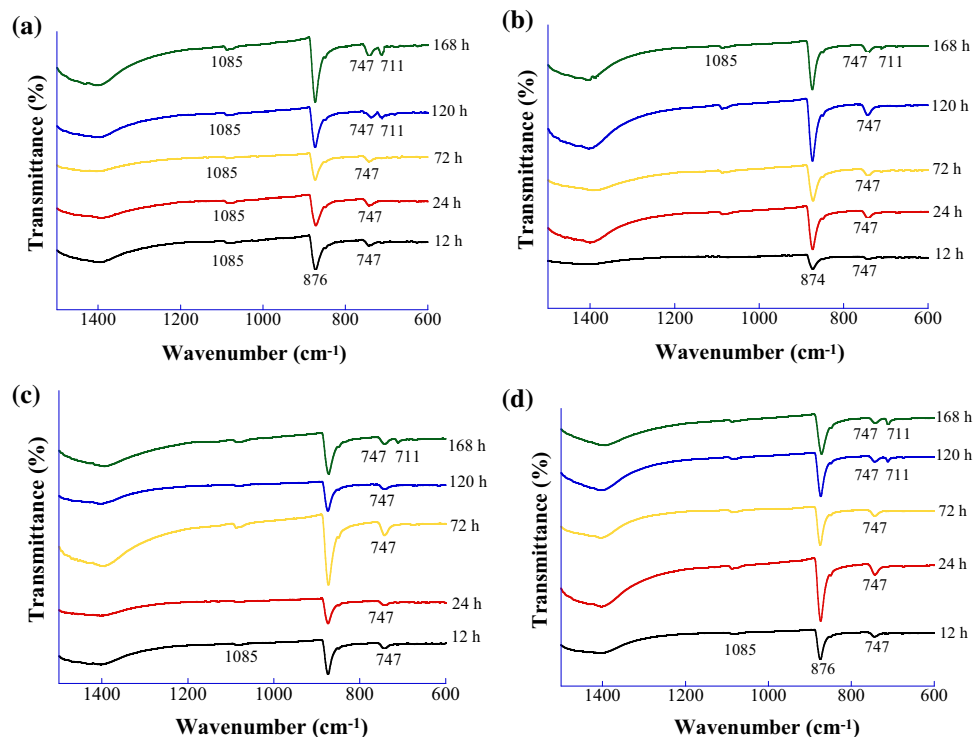 (a)
Transmittance (%)
168 h
1085
747 711
120 h
1085
747 711
72 h
1085
747
24 h
1085
747
12 h
1085
876
747
1400 1200 1000 800 600
Wavenumber (cm-1)
(b)
Transmittance (%)
168 h
1085
747 711
120 h
747
72 h
747
24 h
747
12 h
874
747
1400 1200 1000 800 600
Wavenumber (cm-1)
(c)
Transmittance (%)
168 h
747 711
120 h
747
72 h
747
24 h
747
12 h
1085
747
1400 1200 1000 800 600
Wavenumber (cm-1)
(d)
Transmittance (%)
168 h
747 711
120 h
747 711
72 h
747
24 h
747
12 h
1085
876
747
1400 1200 1000 800 600
Wavenumber (cm-1)